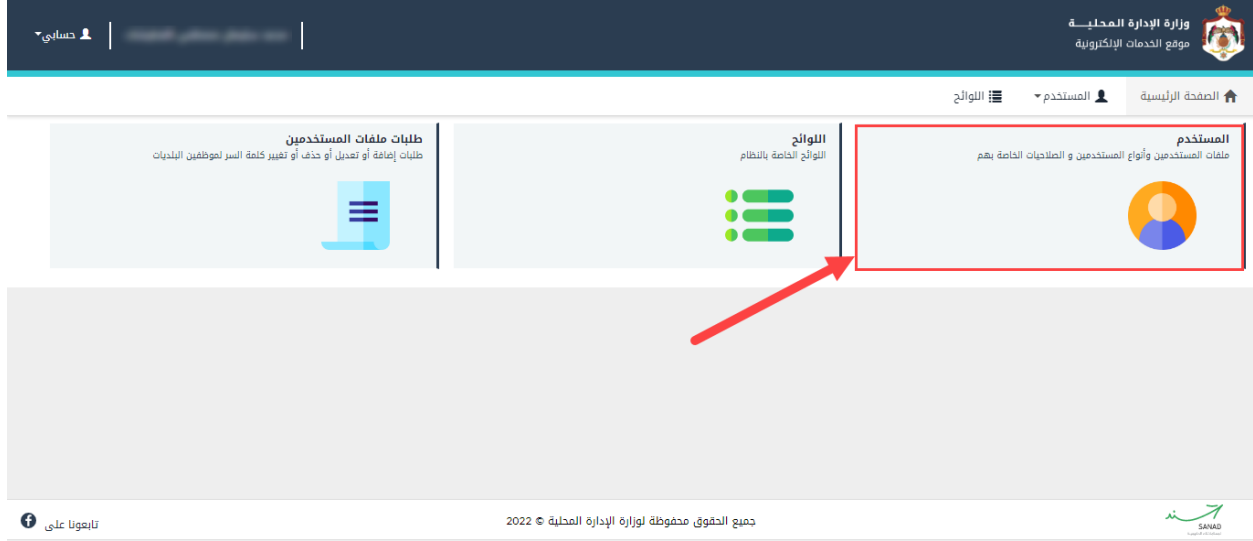 وزارة الإدارة المحليـــة
موقع الخدمات الإلكترونية
حسابي
الصفحة الرئيسية
المستخدم
اللوائح
المستخدم
ملفات المستخدمين وأنواع المستخدمين و الصلاحيات الخاصة بهم
اللوائح
اللوائح الخاصة بالنظام
طلبات ملفات المستخدمين
طلبات إضافة أو تعديل أو حذف أو تغيير كلمة السر لموظفين البلديات
سند
SANAD
جميع الحقوق محفوظة لوزارة الإدارة المحلية © 2022
تابعونا على